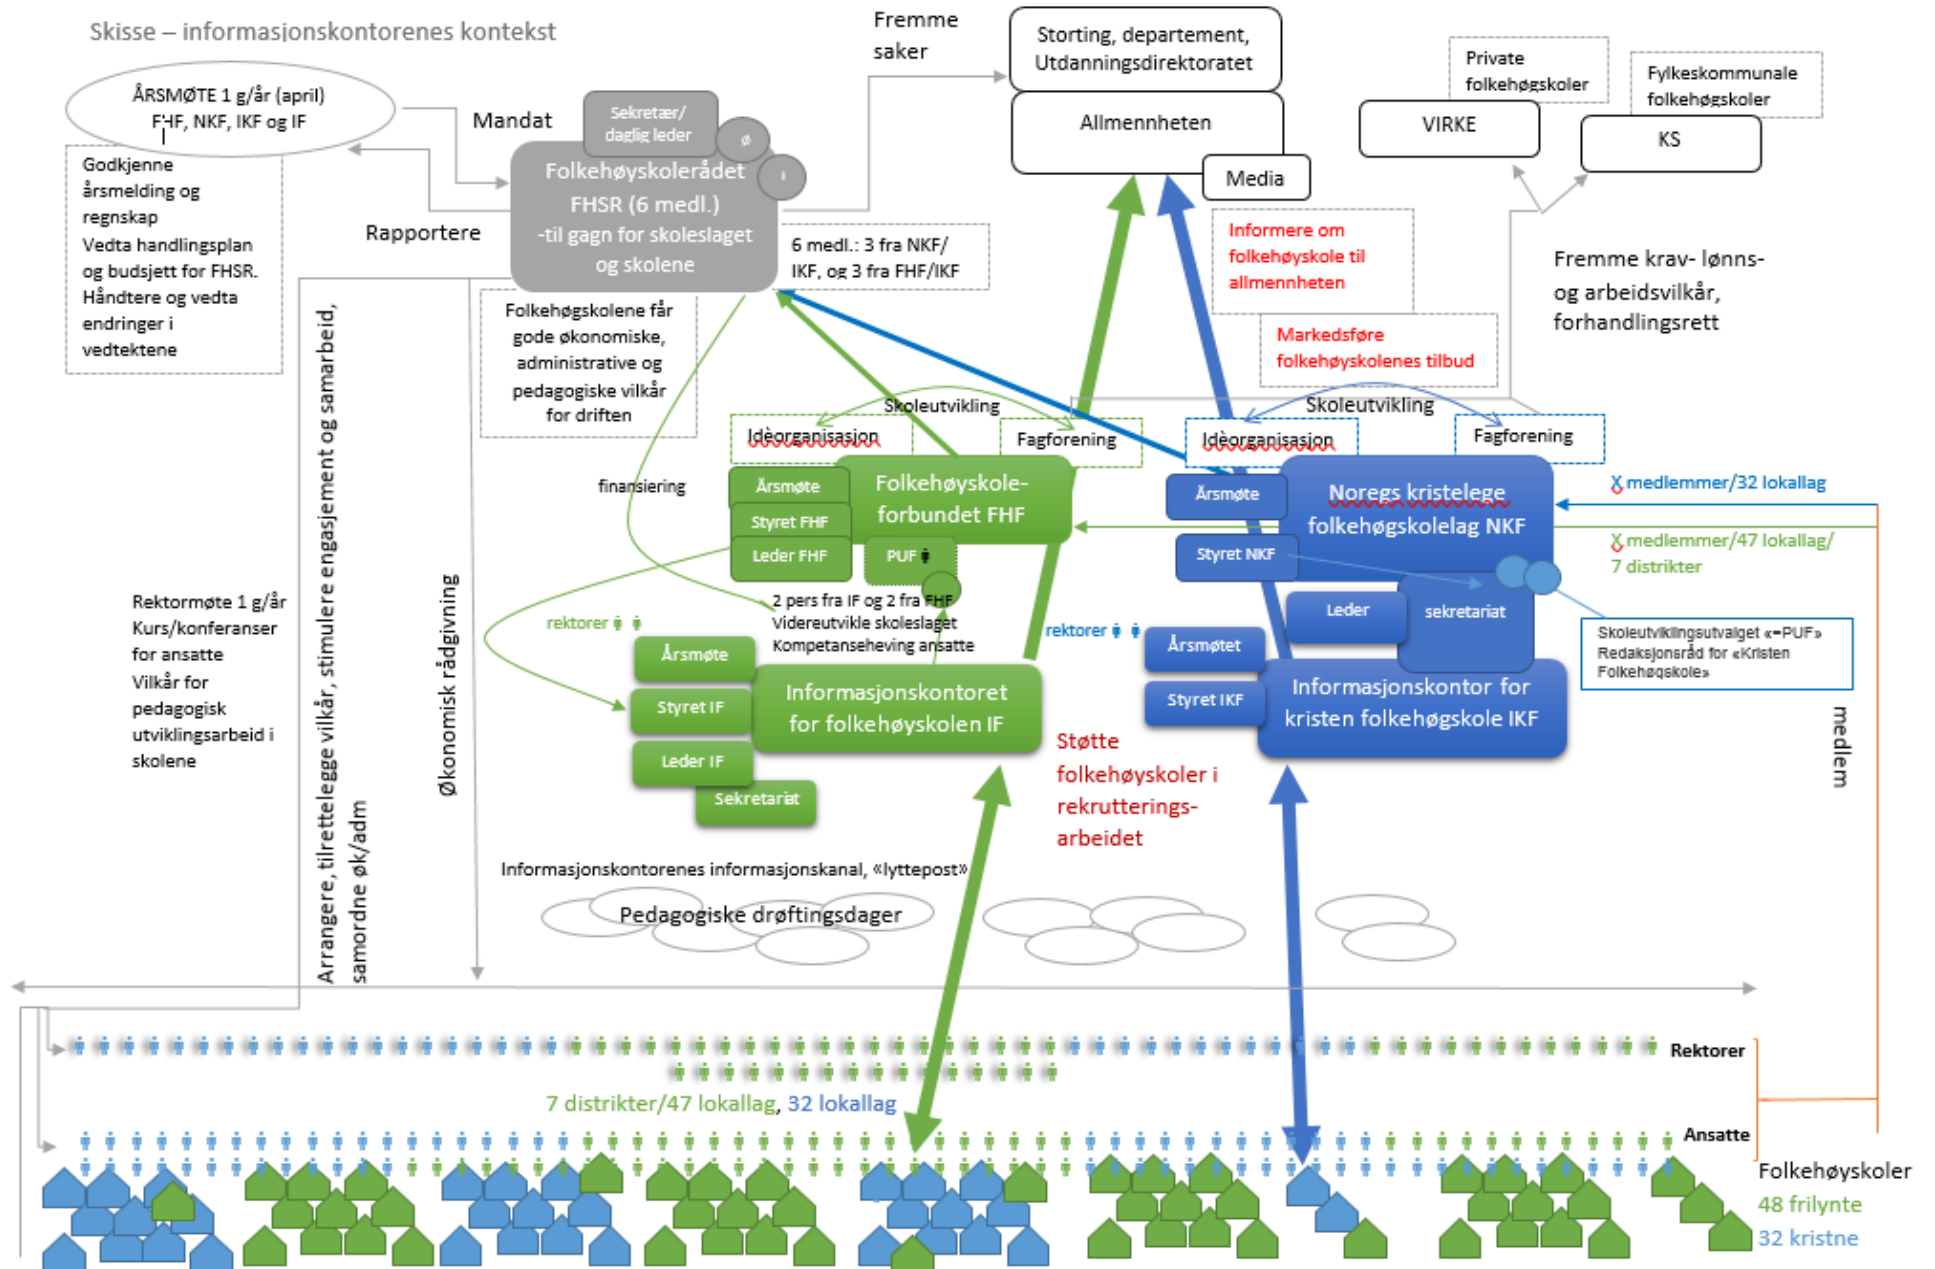 Skisse – informasjonskontorenes kontekst
ÅRSMØTE 1 g/år (april)
FHF, NKF, IKF og IF
Godkjenne
årsmelding og
regnskap
Vedta handlingsplan
og budsjett for FHSR.
Håndtere og vedta
endringer i
vedtektene
Mandat
Rapportere
Sekretær/
daglig leder
Ø
I
Folkehøyskolerådet
FHSR (6 medl.)
-til gagn for skoleslaget
og skolene
6 medl.: 3 fra NKF/
IKF, og 3 fra FHF/IKF
Folkehøgskolene får
gode økonomiske,
administrative og
pedagogiske vilkår
for driften
Fremme
saker
Storting, departement,
Utdanningsdirektoratet
Allmennheten
Media
Private
folkehøgskoler
VIRKE
Fylkeskommunale
folkehøgskoler
KS
Informere om
folkehøyskole til
allmennheten
Markedsføre
folkehøyskolenes tilbud
Fremme krav- lønns-
og arbeidsvilkår,
forhandlingsrett
Skoleutvikling
Idèorganisasjon
Fagforening
Skoleutvikling
Idèorganisasjon
Fagforening
finansiering
Årsmøte
Styret FHF
Leder FHF
Folkehøyskole-
forbundet FHF
PUF
2 pers fra IF og 2 fra FHF
Videreutvikle skoleslaget
Kompetanseheving ansatte
rektorer
Årsmøte
Styret IF
Leder IF
Sekretariat
Informasjonskontoret
for folkehøyskolen IF
Årsmøte
Styret NKF
Noregs kristelege
folkehøgskolelag NKF
Leder
sekretariat
rektorer
Årsmøtet
Styret IKF
Informasjonskontor for
kristen folkehøgskole IKF
X medlemmer/32 lokallag
X medlemmer/47 lokallag/
7 distrikter
Skoleutviklingsutvalget «=PUF»
Redaksjonsråd for «Kristen
Folkehøgskole»
medlem
Støtte
folkehøyskoler i
rekrutterings-
arbeidet
Rektormøte 1 g/år
Kurs/konferanser
for ansatte
Vilkår for
pedagogisk
utviklingsarbeid i
skolene
Arrangere, tilrettelegge vilkår, stimulere engasjement og samarbeid,
samordne øk/adm
Økonomisk rådgivning
Informasjonskontorenes informasjonskanal, «lyttepost»
Pedagogiske drøftingsdager
Rektorer
7 distrikter/47 lokallag, 32 lokallag
Ansatte
Folkehøyskoler
48 frilynte
32 kristne